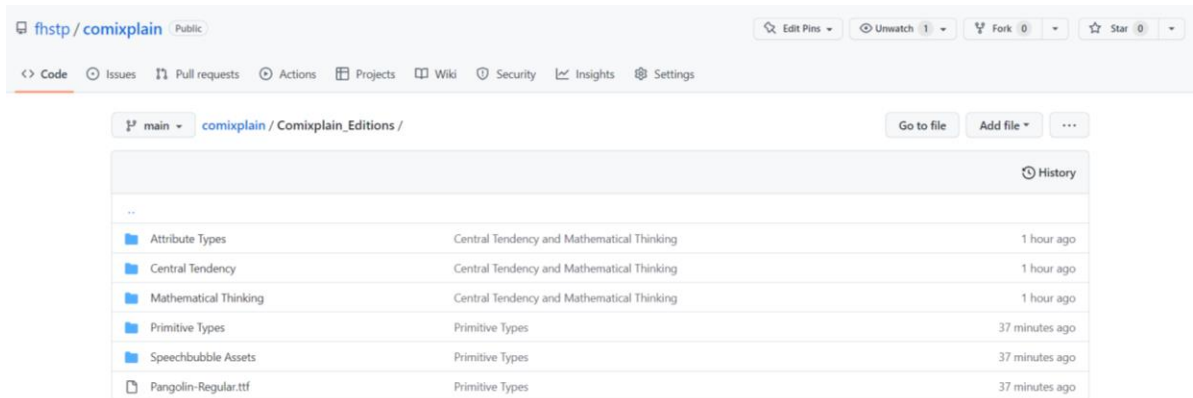 fhstp / comixplain Public Edit Pins Unwatch 1 Fork 0 Star 0
<> Code Issues Pull requests Actions Projects Wiki Security Insights Settings
main comixplain / Comixplain_Editions / Go to file Add file ...
History
..
Attribute Types Central Tendency and Mathematical Thinking 1 hour ago
Central Tendency Central Tendency and Mathematical Thinking 1 hour ago
Mathematical Thinking Central Tendency and Mathematical Thinking 1 hour ago
Primitive Types Primitive Types 37 minutes ago
Speechbubble Assets Primitive Types 37 minutes ago
Pangolin-Regular.ttf Primitive Types 37 minutes ago